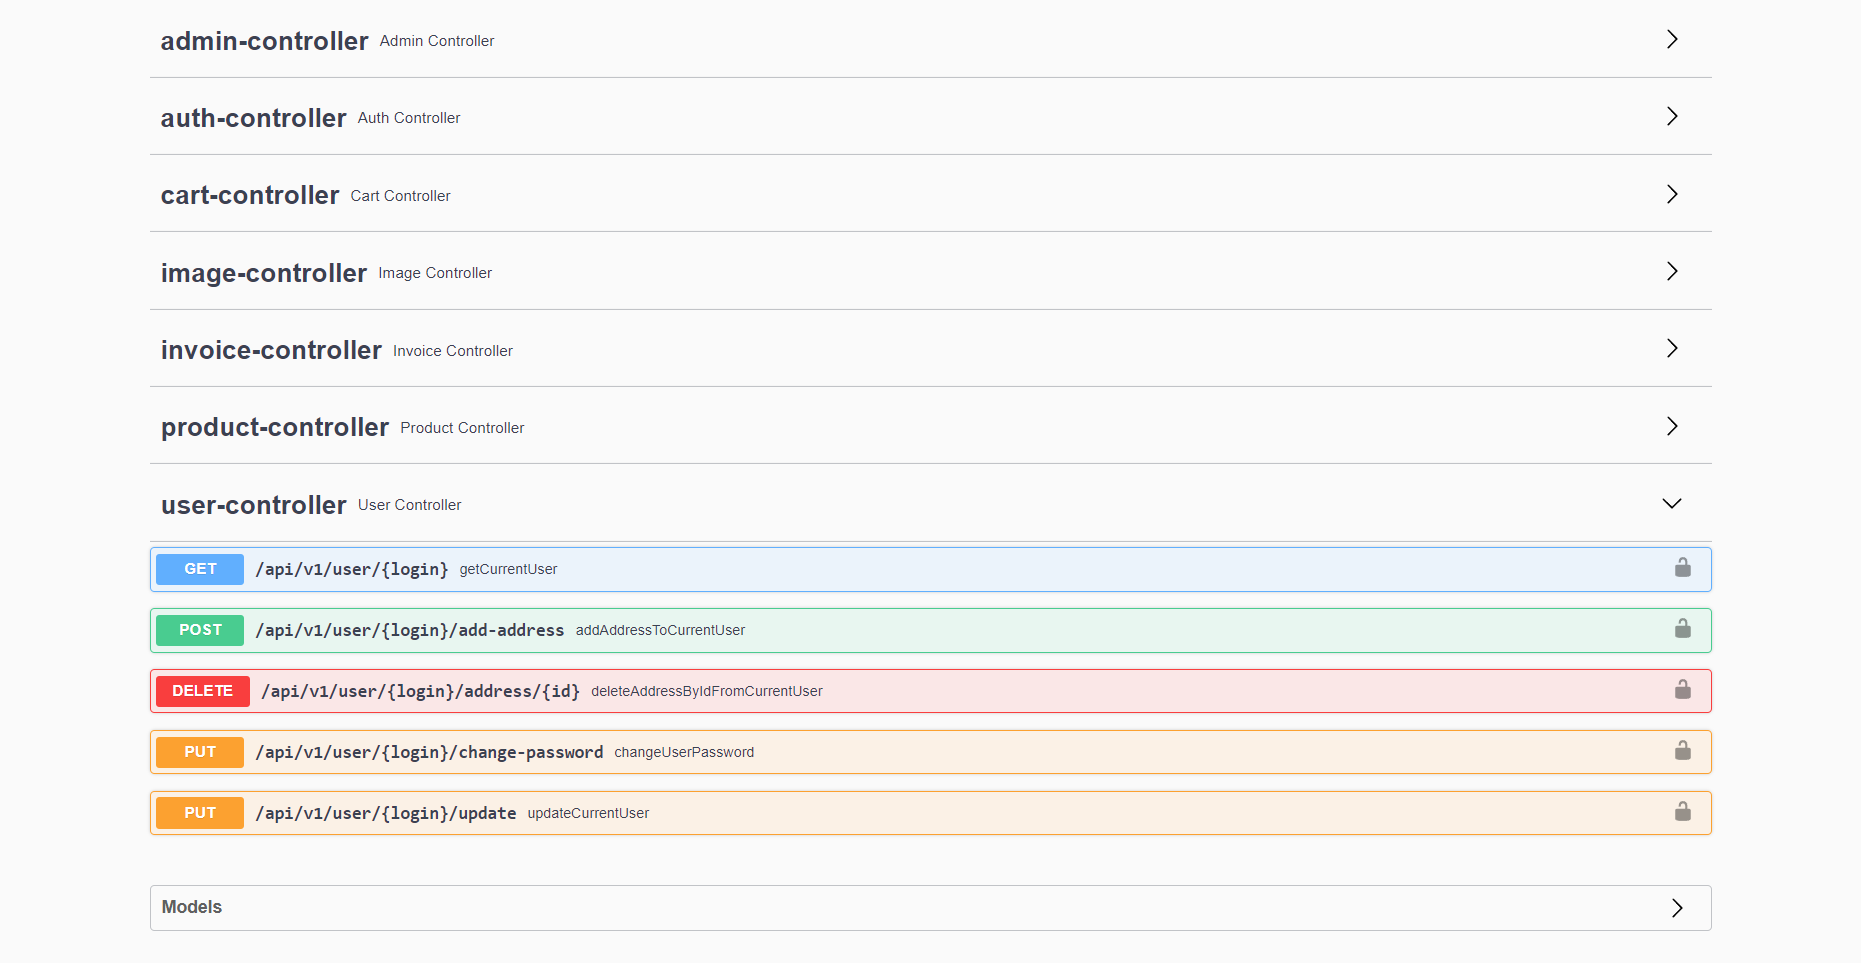 admin-controller Admin Controller
auth-controller Auth Controller
cart-controller Cart Controller
image-controller Image Controller
invoice-controller Invoice Controller
product-controller Product Controller
user-controller User Controller
GET /api/v1/user/{login} getCurrentUser
POST /api/v1/user/{login}/add-address addAddressToCurrentUser
DELETE /api/v1/user/{login}/address/{id} deleteAddressByIdFromCurrentUser
PUT /api/v1/user/{login}/change-password changeUserPassword
PUT /api/v1/user/{login}/update updateCurrentUser
Models